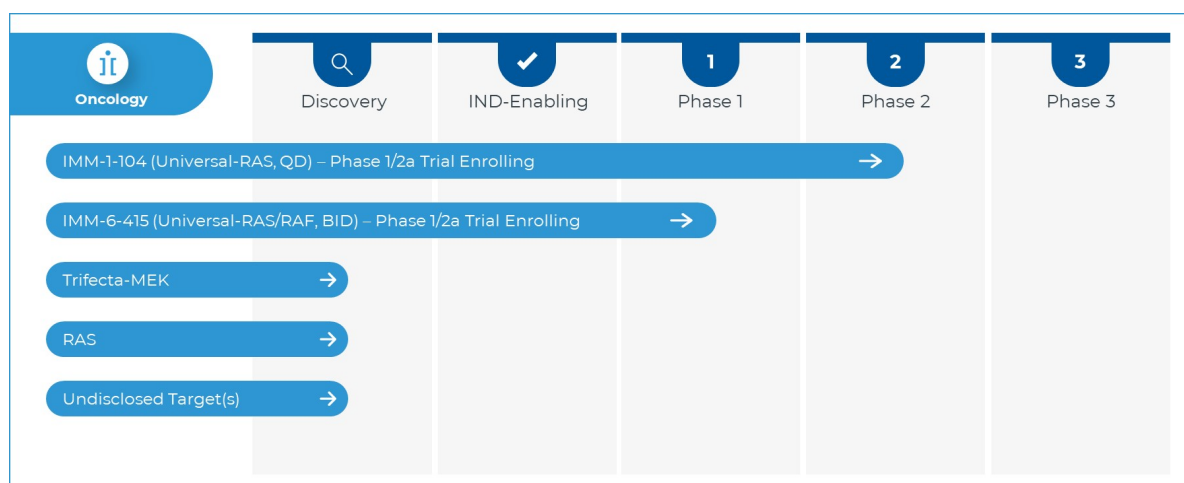 Oncology
Discovery
IND-Enabling
1
Phase 1
2
Phase 2
3
Phase 3
IMM-1-104 (Universal-RAS, QD) – Phase 1/2a Trial Enrolling
IMM-6-415 (Universal-RAS/RAF, BID) – Phase 1/2a Trial Enrolling
Trifecta-MEK
RAS
Undisclosed Target(s)